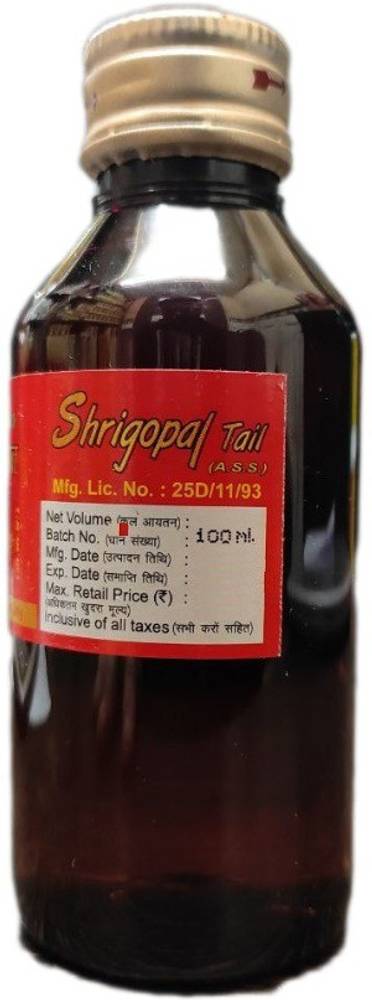 Shrigopal Tail
(A.S.S.)
Mfg. Lic. No. : 25D/11/93
Net Volume (कुल आयतन) : 100 ml.
Batch No. (घान संख्या) :
Mfg. Date (उत्पादन तिथि) :
Exp. Date (समाप्ति तिथि) :
Max. Retail Price (₹) :
(अधिकतम खुदरा मूल्य)
Inclusive of all taxes (सभी करों सहित)